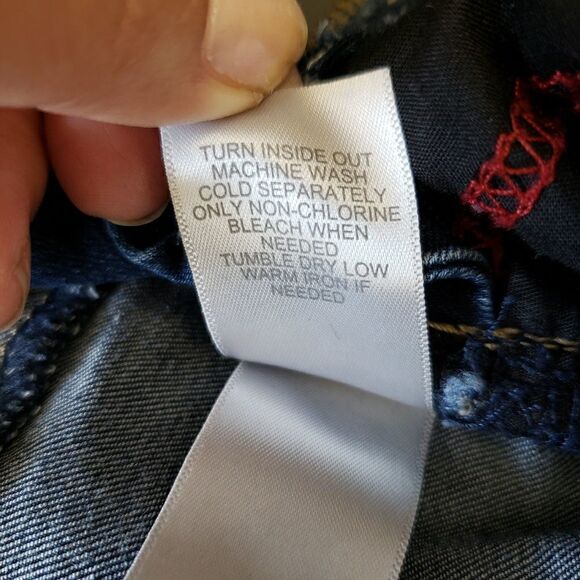 TURN INSIDE OUT
MACHINE WASH
COLD SEPARATELY
ONLY NON-CHLORINE
BLEACH WHEN
NEEDED
TUMBLE DRY LOW
WARM IRON IF
NEEDED